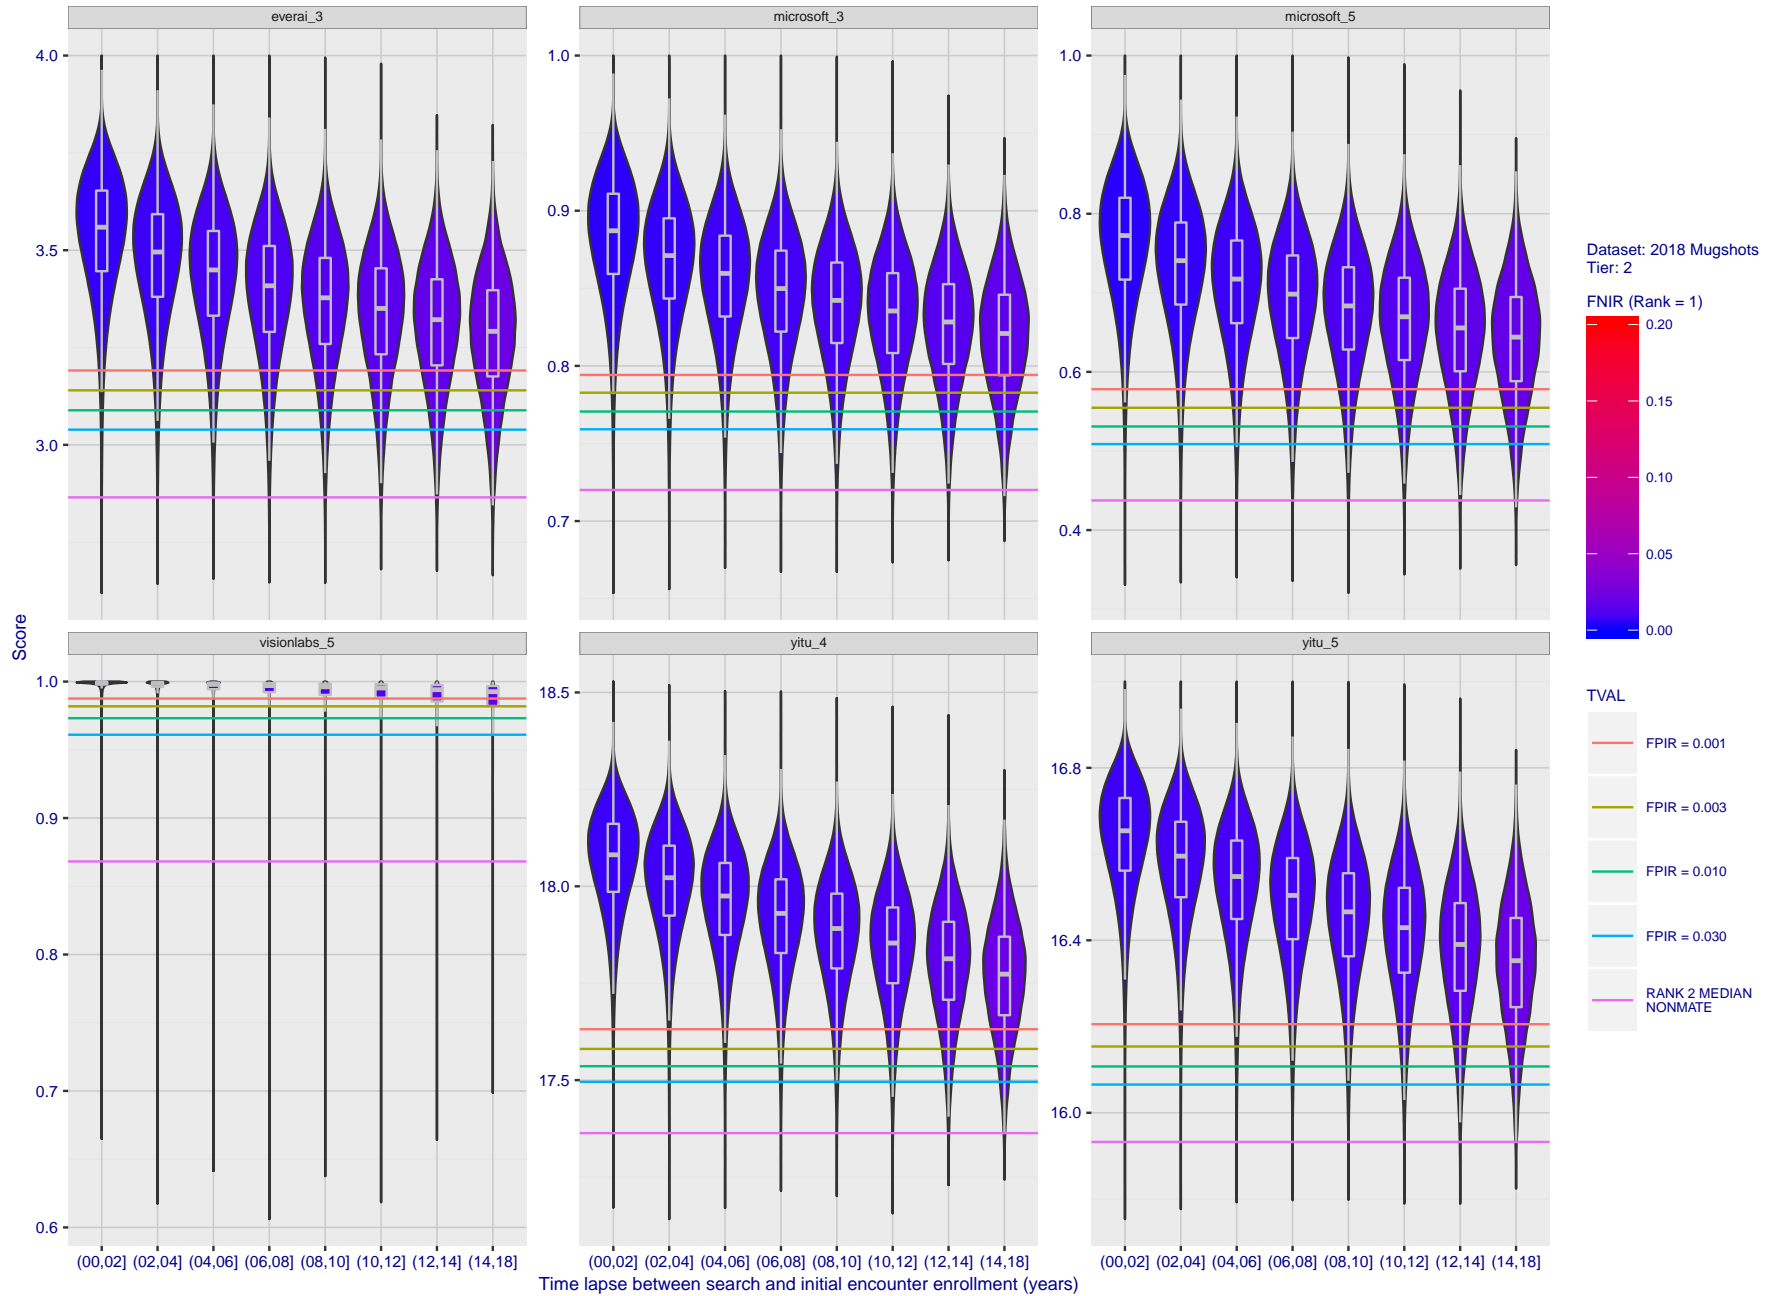 everai_3
microsoft_3
microsoft_5
4.0
3.5
3.0
1.0
0.9
0.8
0.7
1.0
0.8
0.6
0.4
Score
visionlabs_5
yitu_4
yitu_5
1.0
0.9
0.8
0.7
0.6
18.5
18.0
17.5
16.8
16.4
16.0
(00,02] (02,04] (04,06] (06,08] (08,10] (10,12] (12,14] (14,18]
(00,02] (02,04] (04,06] (06,08] (08,10] (10,12] (12,14] (14,18]
(00,02] (02,04] (04,06] (06,08] (08,10] (10,12] (12,14] (14,18]
Time lapse between search and initial encounter enrollment (years)
Dataset: 2018 Mugshots
Tier: 2
FNIR (Rank = 1)
0.20
0.15
0.10
0.05
0.00
TVAL
FPIR = 0.001
FPIR = 0.003
FPIR = 0.010
FPIR = 0.030
RANK 2 MEDIAN
NONMATE